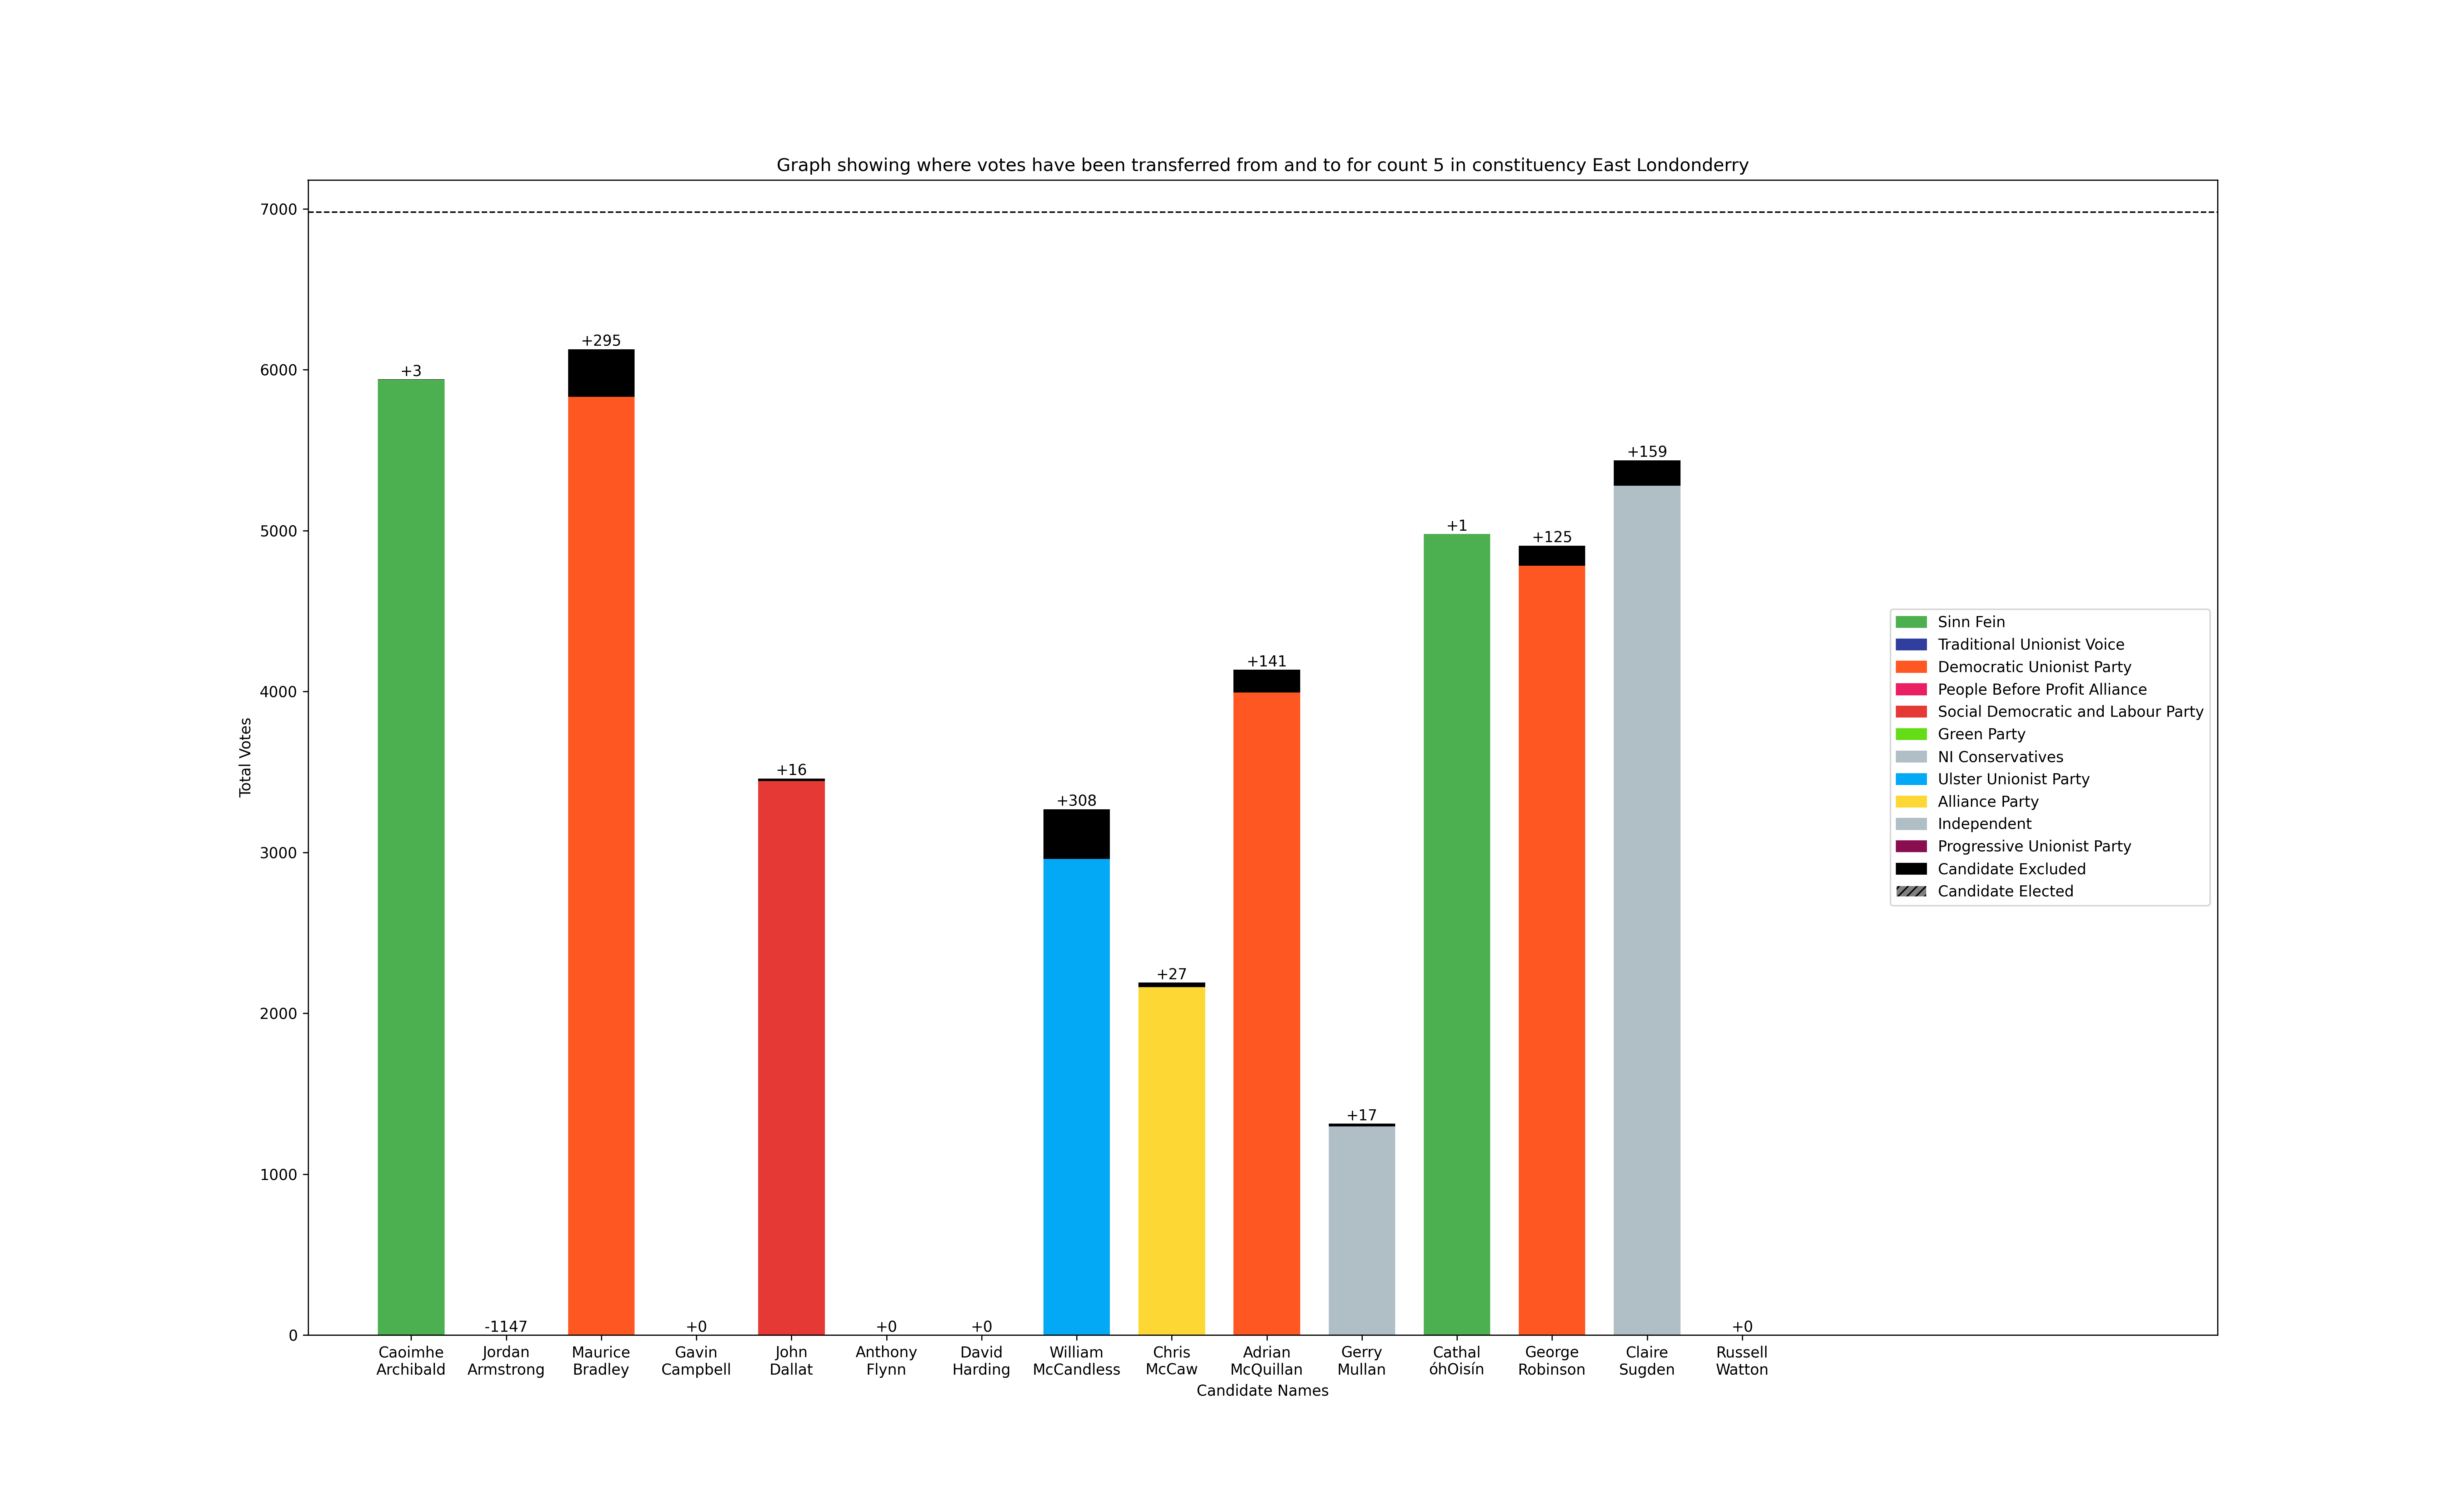 Graph showing where votes have been transferred from and to for count 5 in constituency East Londonderry
Total Votes
7000
6000
5000
4000
3000
2000
1000
0
+3
-1147
+295
+0
+16
+0
+0
+308
+27
+141
+17
+1
+125
+159
+0
Caoimhe
Archibald
Jordan
Armstrong
Maurice
Bradley
Gavin
Campbell
John
Dallat
Anthony
Flynn
David
Harding
William
McCandless
Chris
McCaw
Adrian
McQuillan
Gerry
Mullan
Cathal
óhOisín
George
Robinson
Claire
Sugden
Russell
Watton
Candidate Names
Sinn Fein
Traditional Unionist Voice
Democratic Unionist Party
People Before Profit Alliance
Social Democratic and Labour Party
Green Party
NI Conservatives
Ulster Unionist Party
Alliance Party
Independent
Progressive Unionist Party
Candidate Excluded
Candidate Elected